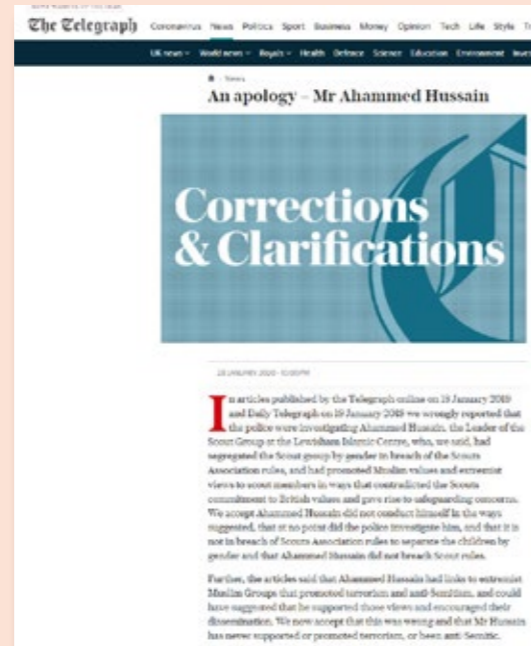 The Telegraph Coronavirus News Politics Sport Business Money Opinion Tech Life Style
UK news World news Royals Health Defence Science Education Environment
News
An apology – Mr Ahammed Hussain
Corrections
& Clarifications
28 JANUARY 2020 • 10:00PM
In articles published by the Telegraph online on 18 January 2019
and Daily Telegraph on 19 January 2019 we wrongly reported that
the police were investigating Ahammed Hussain, the Leader of the
Scout Group at the Lewisham Islamic Centre, who, we said, had
segregated the Scout group by gender in breach of the Scouts
Association rules, and had promoted Muslim values and extremist
views to scout members in ways that contradicted the Scouts
commitment to British values and gave rise to safeguarding concerns.
We accept Ahammed Hussain did not conduct himself in the ways
suggested, that at no point did the police investigate him, and that it is
not in breach of Scouts Association rules to separate the children by
gender and that Ahammed Hussain did not breach Scout rules.
Further, the articles said that Ahammed Hussain had links to extremist
Muslim Groups that promoted terrorism and anti-Semitism, and could
have suggested that he supported those views and encouraged their
dissemination. We now accept that this was wrong and that Mr Hussain
has never supported or promoted terrorism, or been anti-Semitic.